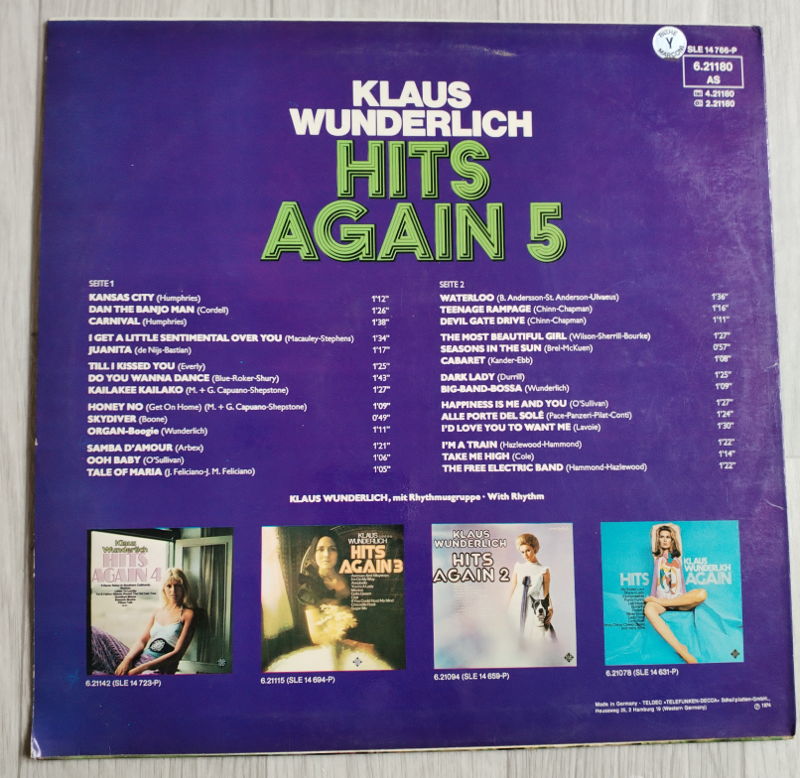 PATHE
Y
MARCONI
SLE 14 766-P
6.21180
AS
4.21180
2.21180
KLAUS
WUNDERLICH
HITS
AGAIN 5
SEITE 1
KANSAS CITY (Humphries) 1'12"
DAN THE BANJO MAN (Cordell) 1'26"
CARNIVAL (Humphries) 1'38"
I GET A LITTLE SENTIMENTAL OVER YOU (Macauley-Stephens) 1'34"
JUANITA (de Nijs-Bastian) 1'17"
TILL I KISSED YOU (Everly) 1'25"
DO YOU WANNA DANCE (Blue-Roker-Shury) 1'43"
KAILAKEE KAILAKO (M. + G. Capuano-Shepstone) 1'27"
HONEY NO (Get On Home) (M. + G. Capuano-Shepstone) 1'09"
SKYDIVER (Boone) 0'49"
ORGAN-Boogie (Wunderlich) 1'11"
SAMBA D'AMOUR (Arbex) 1'21"
OOH BABY (O'Sullivan) 1'06"
TALE OF MARIA (J. Feliciano-J. M. Feliciano) 1'05"
SEITE 2
WATERLOO (B. Andersson-St. Anderson-Ulvaeus) 1'36"
TEENAGE RAMPAGE (Chinn-Chapman) 1'16"
DEVIL GATE DRIVE (Chinn-Chapman) 1'11"
THE MOST BEAUTIFUL GIRL (Wilson-Sherrill-Bourke) 1'27"
SEASONS IN THE SUN (Brel-McKuen) 0'57"
CABARET (Kander-Ebb) 1'08"
DARK LADY (Durrill) 1'25"
BIG-BAND-BOSSA (Wunderlich) 1'09"
HAPPINESS IS ME AND YOU (O'Sullivan) 1'27"
ALLE PORTE DEL SOLÈ (Pace-Panzeri-Pilat-Conti) 1'24"
I'D LOVE YOU TO WANT ME (Lavoie) 1'30"
I'M A TRAIN (Hazlewood-Hammond) 1'22"
TAKE ME HIGH (Cole) 1'14"
THE FREE ELECTRIC BAND (Hammond-Hazlewood) 1'22"
KLAUS WUNDERLICH, mit Rhythmusgruppe · With Rhythm
Klaus
Wunderlich
HITS
AGAIN 4
KLAUS
WUNDERLICH
HITS
AGAIN 3
KLAUS
WUNDERLICH
HITS
AGAIN 2
KLAUS
WUNDERLICH
HITS AGAIN
6.21142 (SLE 14 723-P)
6.21115 (SLE 14 694-P)
6.21094 (SLE 14 659-P)
6.21078 (SLE 14 631-P)
Made in Germany - TELDEC »TELEFUNKEN-DECCA« Schallplatten-GmbH.,
Heussweg 25, 2 Hamburg 19 (Western Germany)
Ⓟ 1974